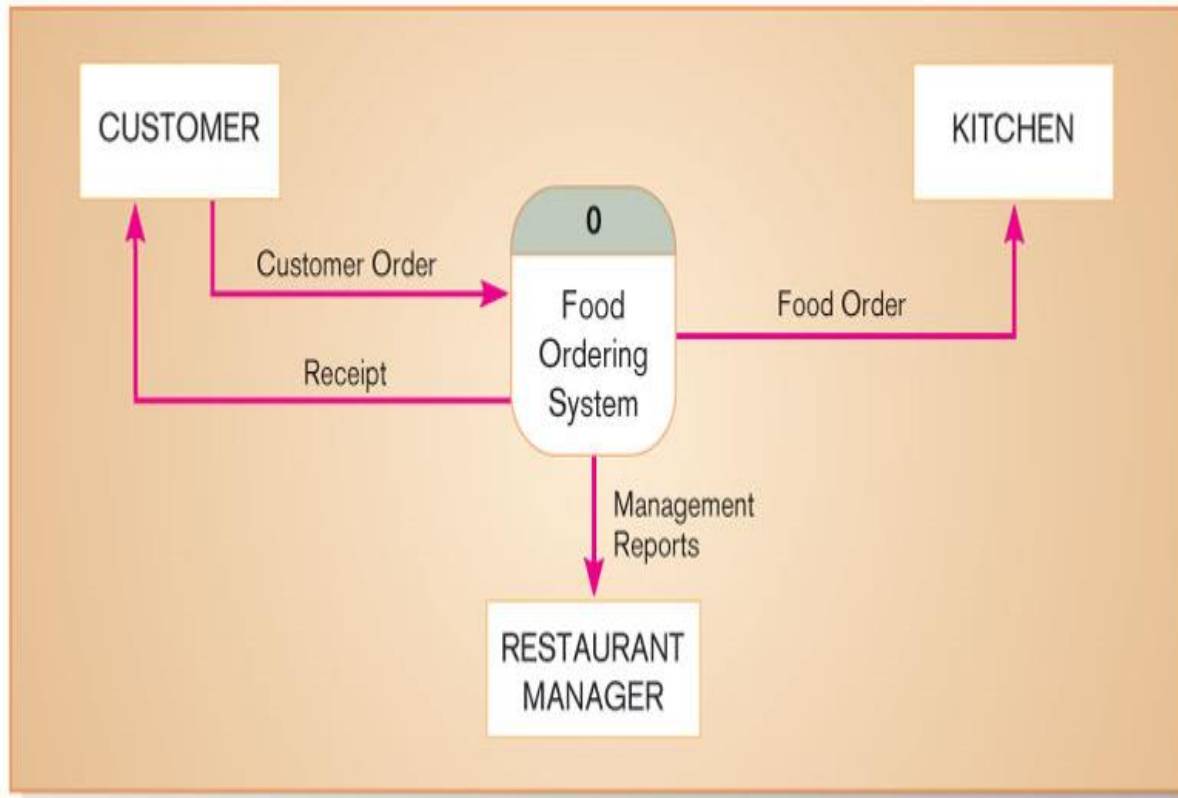 CUSTOMER
KITCHEN
0
Customer Order
Food
Ordering
System
Food Order
Receipt
Management
Reports
RESTAURANT
MANAGER